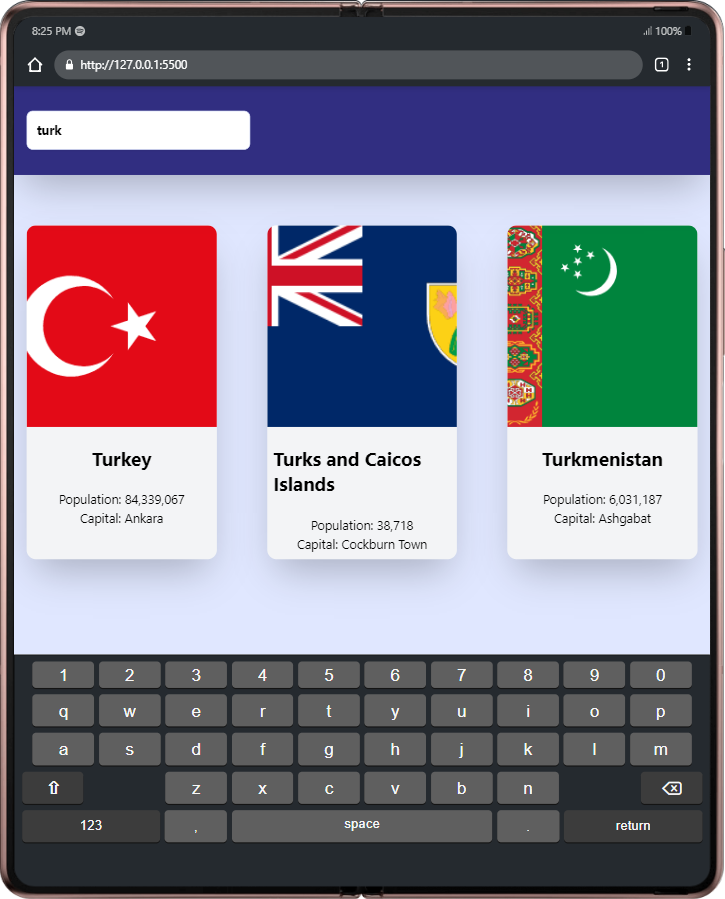 8:25 PM 100%
http://127.0.0.1:5500 1
turk
Turkey
Population: 84,339,067
Capital: Ankara
Turks and Caicos
Islands
Population: 38,718
Capital: Cockburn Town
Turkmenistan
Population: 6,031,187
Capital: Ashgabat
1 2 3 4 5 6 7 8 9 0
q w e r t y u i o p
a s d f g h j k l m
z x c v b n
123 , space . return